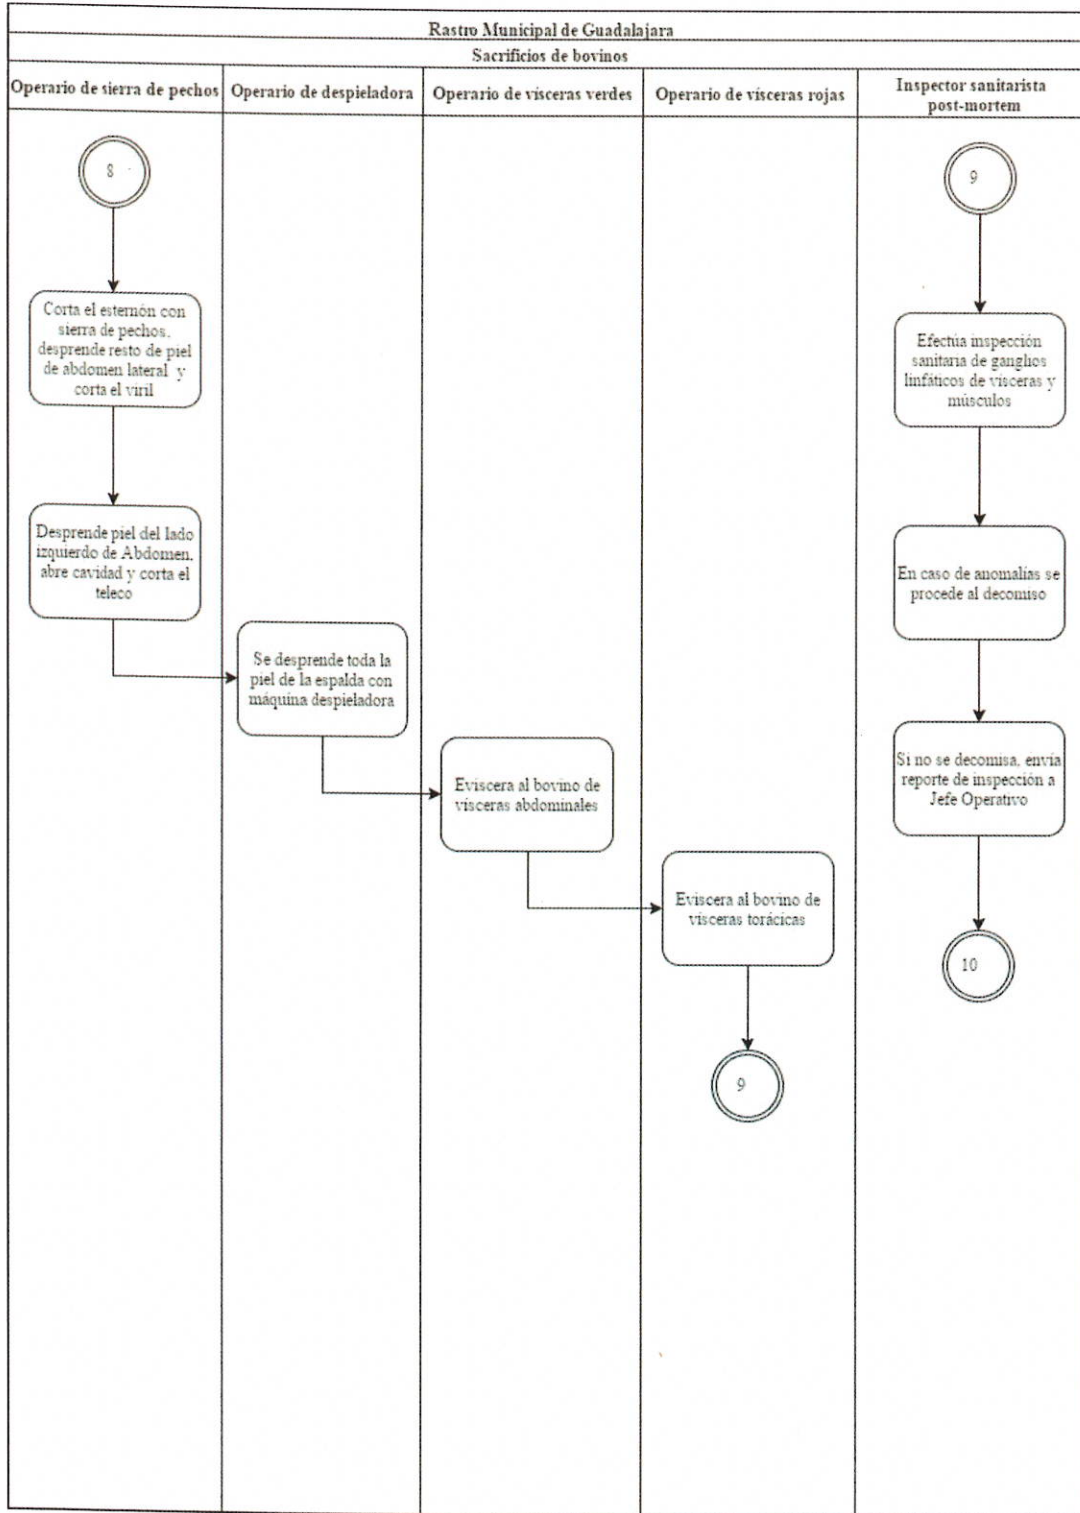 Rastro Municipal de Guadalajara
Sacrificios de bovinos
Operario de sierra de pechos
Operario de despieladora
Operario de vísceras verdes
Operario de vísceras rojas
Inspector sanitarista
post-mortem
8
Corta el esternón con
sierra de pechos,
desprende resto de piel
de abdomen lateral y
corta el viril
Desprende piel del lado
izquierdo de Abdomen,
abre cavidad y corta el
teleco
Se desprende toda la
piel de la espalda con
máquina despieladora
Eviscera al bovino de
vísceras abdominales
Eviscera al bovino de
vísceras torácicas
9
9
Efectúa inspección
sanitaria de ganglios
linfáticos de vísceras y
músculos
En caso de anomalías se
procede al decomiso
Si no se decomisa, envía
reporte de inspección a
Jefe Operativo
10